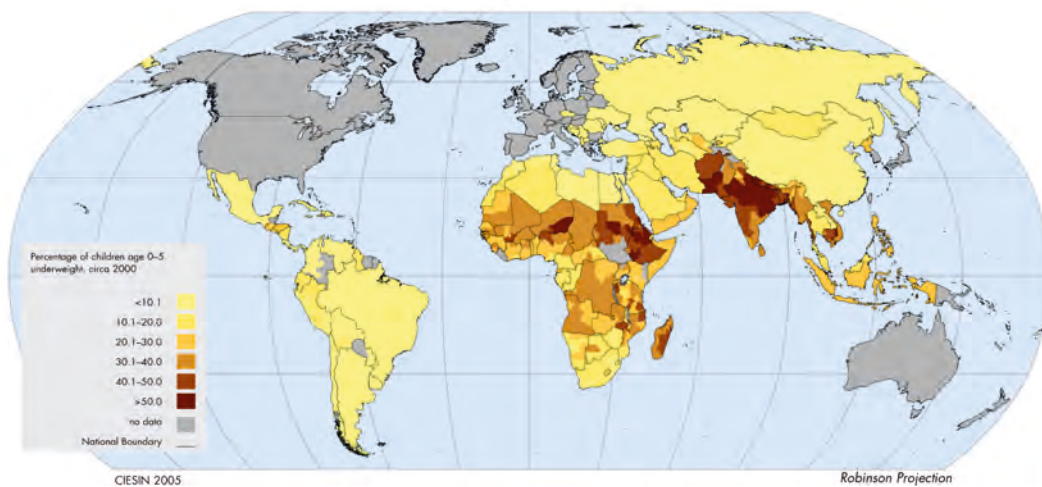 Percentage of children age 0–5
underweight, circa 2000
<10.1
10.1–20.0
20.1–30.0
30.1–40.0
40.1–50.0
>50.0
no data
National Boundary
CIESIN 2005
Robinson Projection